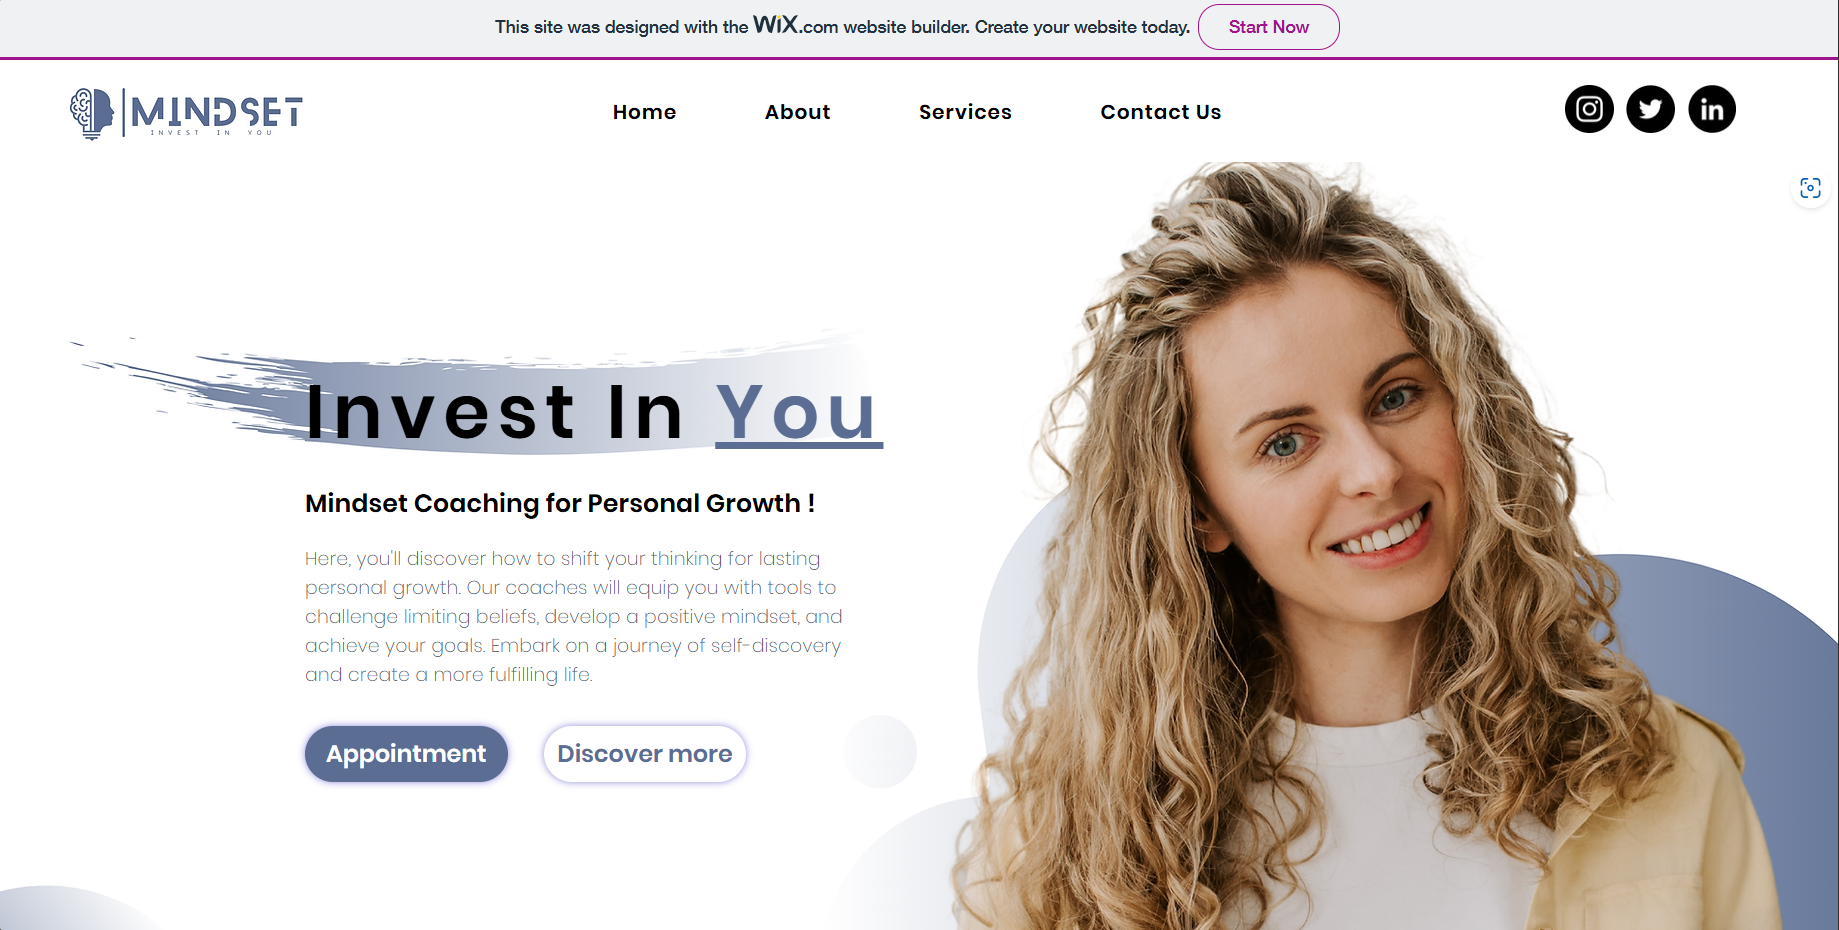 This site was designed with the WiX.com website builder. Create your website today. Start Now
MINDSET
INVEST IN YOU
Home About Services Contact Us
Invest In You
Mindset Coaching for Personal Growth !
Here, you'll discover how to shift your thinking for lasting
personal growth. Our coaches will equip you with tools to
challenge limiting beliefs, develop a positive mindset, and
achieve your goals. Embark on a journey of self-discovery
and create a more fulfilling life.
Appointment Discover more